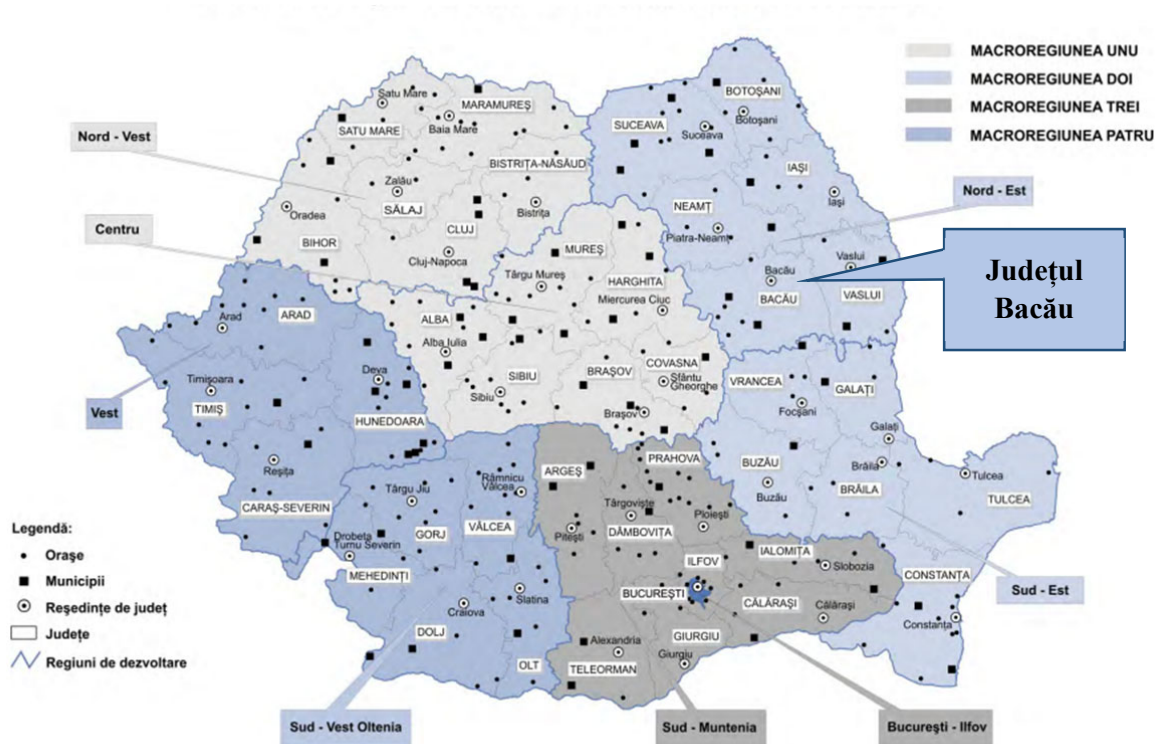 MACROREGIUNEA UNU
MACROREGIUNEA DOI
MACROREGIUNEA TREI
MACROREGIUNEA PATRU
Nord - Vest
Centru
Vest
Nord - Est
Județul
Bacău
Sud - Est
Sud - Vest Oltenia
Sud - Muntenia
București - Ilfov
Satu Mare
SATU MARE
MARAMUREȘ
Baia Mare
BISTRIȚA-NĂSĂUD
Bistrița
Zalău
SĂLAJ
Oradea
BIHOR
CLUJ
Cluj-Napoca
MUREȘ
Târgu Mureș
HARGHITA
Miercurea Ciuc
ALBA
Alba Iulia
SIBIU
Sibiu
BRAȘOV
Brașov
COVASNA
Sfântu
Gheorghe
SUCEAVA
Suceava
BOTOȘANI
Botoșani
IAȘI
Iași
NEAMȚ
Piatra-Neamț
Bacău
BACĂU
Vaslui
VASLUI
Arad
ARAD
Timișoara
TIMIȘ
Deva
HUNEDOARA
Reșița
CARAȘ-SEVERIN
VRANCEA
Focșani
GALAȚI
Galați
BUZĂU
Buzău
Brăila
BRĂILA
Tulcea
TULCEA
CONSTANȚA
Constanța
Râmnicu
Vâlcea
VÂLCEA
Târgu Jiu
GORJ
Drobeta
Turnu Severin
MEHEDINȚI
Craiova
DOLJ
Slatina
OLT
ARGEȘ
Pitești
PRAHOVA
Ploiești
Târgoviște
DÂMBOVIȚA
ILFOV
BUCUREȘTI
IALOMIȚA
Slobozia
CĂLĂRAȘI
Călărași
GIURGIU
Giurgiu
Alexandria
TELEORMAN
Legendă:
Orașe
Municipii
Reședințe de județ
Județe
Regiuni de dezvoltare